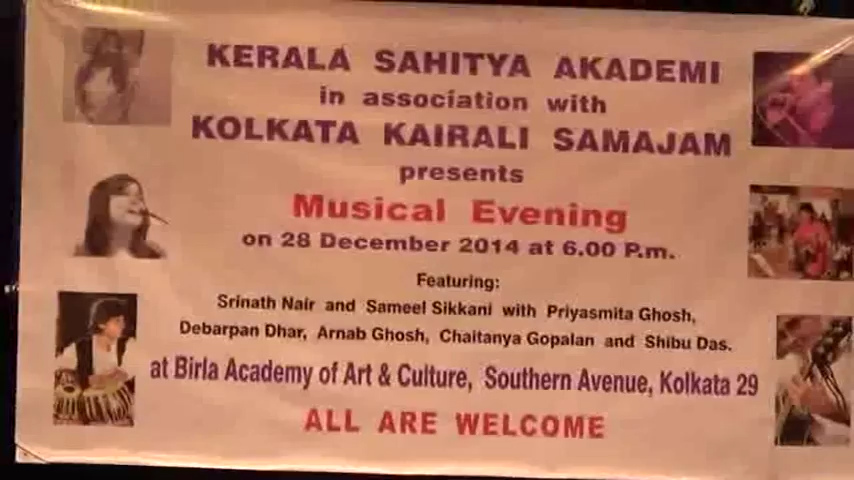 KERALA SAHITYA AKADEMI
in association with
KOLKATA KAIRALI SAMAJAM
presents
Musical Evening
on 28 December 2014 at 6.00 P.m.
Featuring:
Srinath Nair and Sameel Sikkani with Priyasmita Ghosh,
Debarpan Dhar, Arnab Ghosh, Chaitanya Gopalan and Shibu Das.
at Birla Academy of Art & Culture, Southern Avenue, Kolkata 29
ALL ARE WELCOME